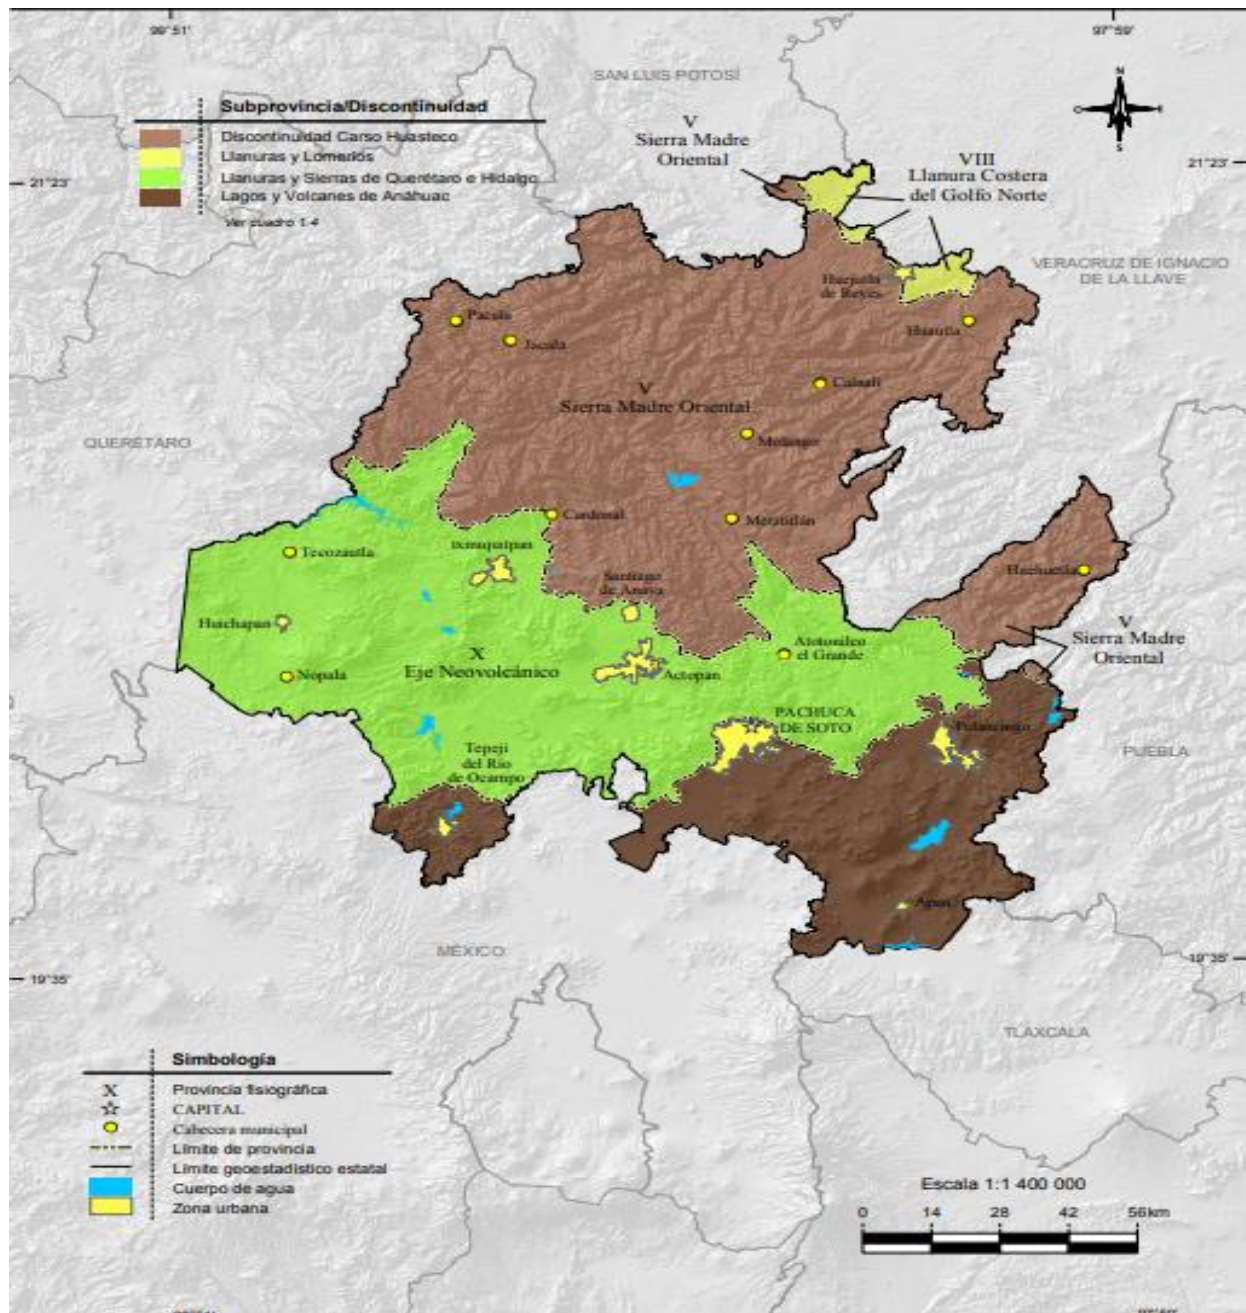 99°51'
97°59'
SAN LUIS POTOSÍ
Subprovincia/Discontinuidad
Discontinuidad Carso Huasteco
Llanuras y Lomeríos
Llanuras y Sierras de Querétaro e Hidalgo
Lagos y Volcanes de Anáhuac
Ver cuadro 1.4
N
E
S
V
Sierra Madre
Oriental
VIII
Llanura Costera
del Golfo Norte
21°23'
21°23'
VERACRUZ DE IGNACIO
DE LA LLAVE
Huejutla
de Reyes
Pacula
Jacala
Huautla
Calnali
V
Sierra Madre Oriental
Molango
QUERÉTARO
Cardonal
Metztitlán
Tecozautla
Ixmiquilpan
Santiago
de Anaya
Huehuetla
Huichapan
V
Sierra Madre
Oriental
Atotonilco
el Grande
X
Eje Neovolcánico
Nopala
Actopan
PACHUCA
DE SOTO
Tulancingo
PUEBLA
Tepeji
del Río
de Ocampo
Apan
MÉXICO
19°35'
19°35'
TLAXCALA
Simbología
X Provincia fisiográfica
CAPITAL
Cabecera municipal
Límite de provincia
Límite geoestadístico estatal
Cuerpo de agua
Zona urbana
Escala 1:1 400 000
0 14 28 42 56 km